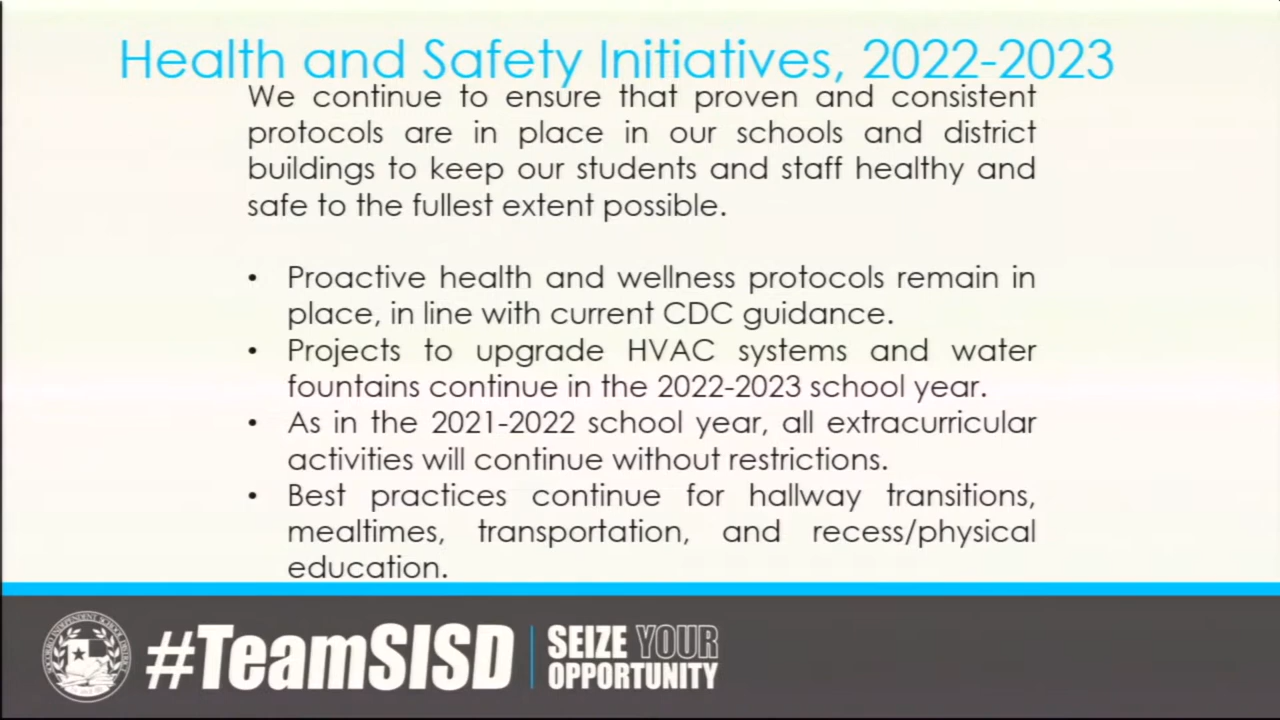 Health and Safety Initiatives, 2022-2023
We continue to ensure that proven and consistent
protocols are in place in our schools and district
buildings to keep our students and staff healthy and
safe to the fullest extent possible.
• Proactive health and wellness protocols remain in
place, in line with current CDC guidance.
• Projects to upgrade HVAC systems and water
fountains continue in the 2022-2023 school year.
• As in the 2021-2022 school year, all extracurricular
activities will continue without restrictions.
• Best practices continue for hallway transitions,
mealtimes, transportation, and recess/physical
education.
SOCORRO INDEPENDENT SCHOOL DISTRICT
#TeamSISD
SEIZE YOUR
OPPORTUNITY